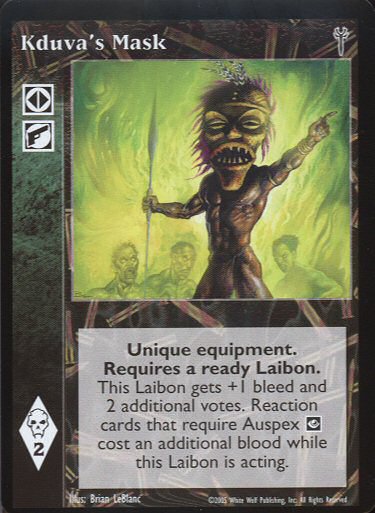 Kduva's Mask
Unique equipment.
Requires a ready Laibon.
This Laibon gets +1 bleed and
2 additional votes. Reaction
cards that require Auspex
cost an additional blood while
this Laibon is acting.
2
Illus: Brian LeBlanc
©2005 White Wolf Publishing, Inc. All Rights Reserved